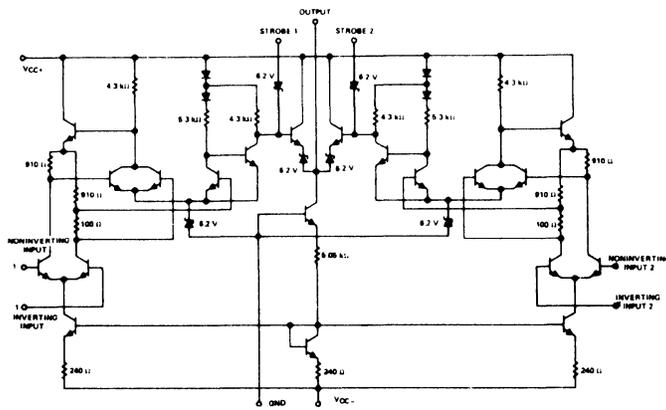 OUTPUT
STROBE 1 STROBE 2
VCC+
6.2 V 6.2 V
4.3 kΩ 4.3 kΩ
5.3 kΩ 4.3 kΩ 4.3 kΩ 5.3 kΩ
910 Ω 6.2 V 6.2 V 910 Ω
910 Ω 910 Ω
100 Ω 100 Ω
6.2 V 6.2 V
NONINVERTING
INPUT
1
5.05 kΩ
NONINVERTING
INPUT 2
1
INVERTING
INPUT
INVERTING
INPUT 2
240 Ω 240 Ω 240 Ω
GND VCC-